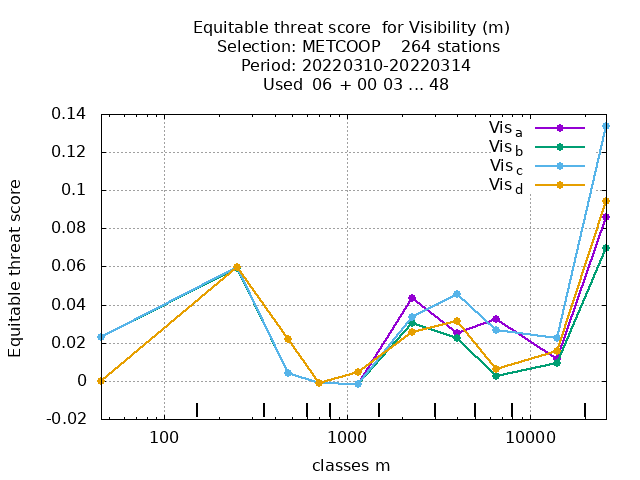 Equitable threat score  for Visibility (m)
Selection: METCOOP    264 stations
Period: 20220310-20220314
Used  06 + 00 03 ... 48
Equitable threat score
0.14
0.12
0.1
0.08
0.06
0.04
0.02
0
-0.02
Vis a
Vis b
Vis c
Vis d
100
1000
10000
classes m